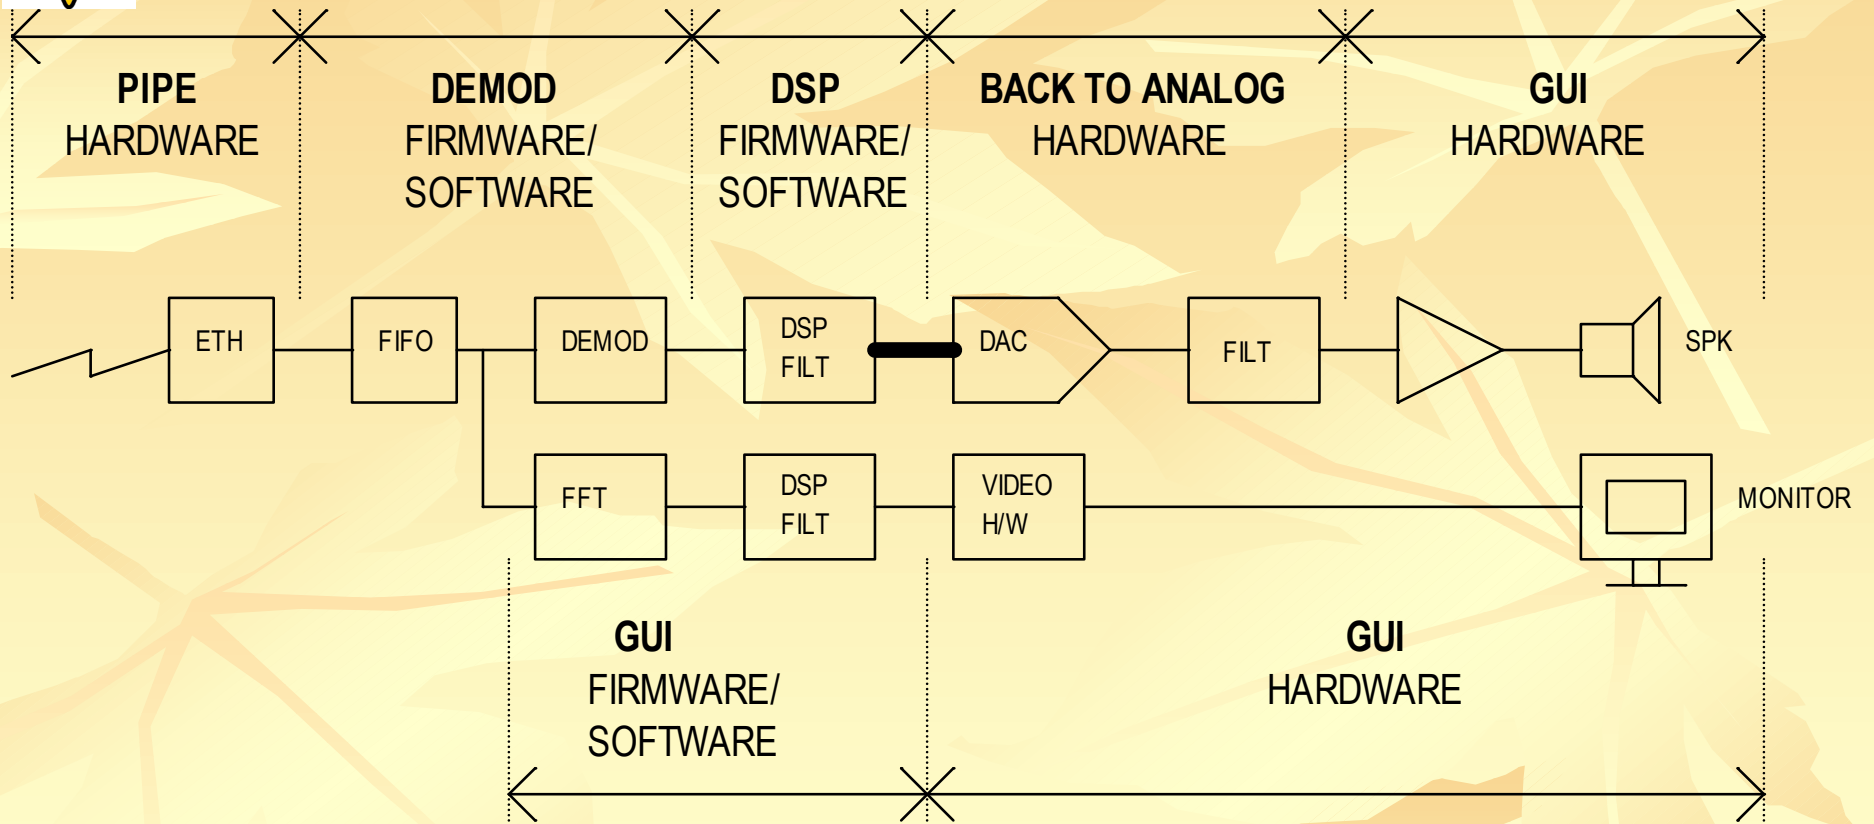 PIPE
HARDWARE
DEMOD
FIRMWARE/
SOFTWARE
DSP
FIRMWARE/
SOFTWARE
BACK TO ANALOG
HARDWARE
GUI
HARDWARE
ETH
FIFO
DEMOD
DSP
FILT
DAC
FILT
SPK
FFT
DSP
FILT
VIDEO
H/W
MONITOR
GUI
FIRMWARE/
SOFTWARE
GUI
HARDWARE